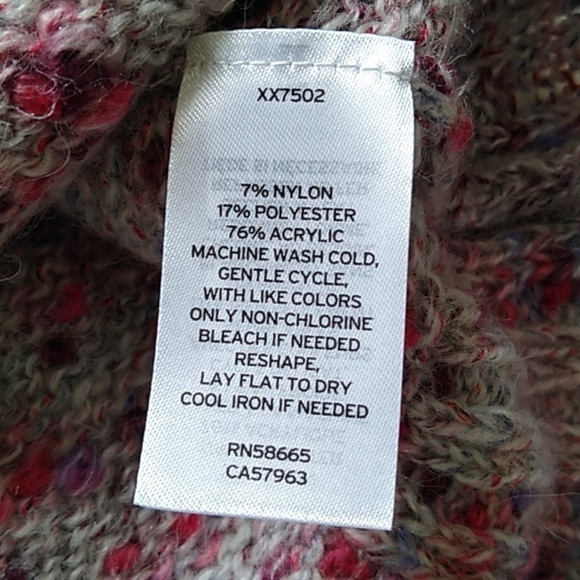 XX7502
7% NYLON
17% POLYESTER
76% ACRYLIC
MACHINE WASH COLD,
GENTLE CYCLE,
WITH LIKE COLORS
ONLY NON-CHLORINE
BLEACH IF NEEDED
RESHAPE,
LAY FLAT TO DRY
COOL IRON IF NEEDED
RN58665
CA57963